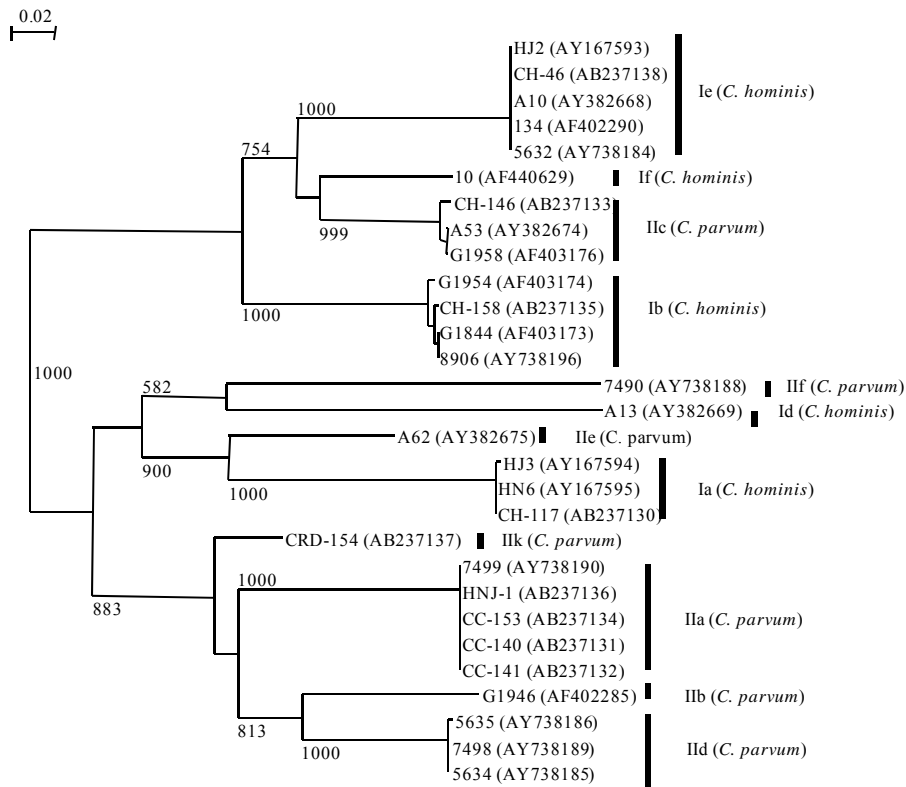 0.02
HJ2 (AY167593)
CH-46 (AB237138)
Ie (C. hominis)
1000
A10 (AY382668)
134 (AF402290)
754
5632 (AY738184)
10 (AF440629)
If (C. hominis)
CH-146 (AB237133)
999
A53 (AY382674)
IIc (C. parvum)
G1958 (AF403176)
G1954 (AF403174)
1000
CH-158 (AB237135)
Ib (C. hominis)
G1844 (AF403173)
8906 (AY738196)
1000
582
7490 (AY738188)
IIf (C. parvum)
A13 (AY382669)
Id (C.hominis)
A62 (AY382675)
IIe (C. parvum)
900
HJ3 (AY167594)
1000
HN6 (AY167595)
Ia (C. hominis)
CH-117 (AB237130)
CRD-154 (AB237137)
IIk (C. parvum)
883
7499 (AY738190)
1000
HNJ-1 (AB237136)
CC-153 (AB237134)
IIa (C. parvum)
CC-140 (AB237131)
CC-141 (AB237132)
G1946 (AF402285)
IIb (C. parvum)
813
5635 (AY738186)
1000
7498 (AY738189)
IId (C. parvum)
5634 (AY738185)